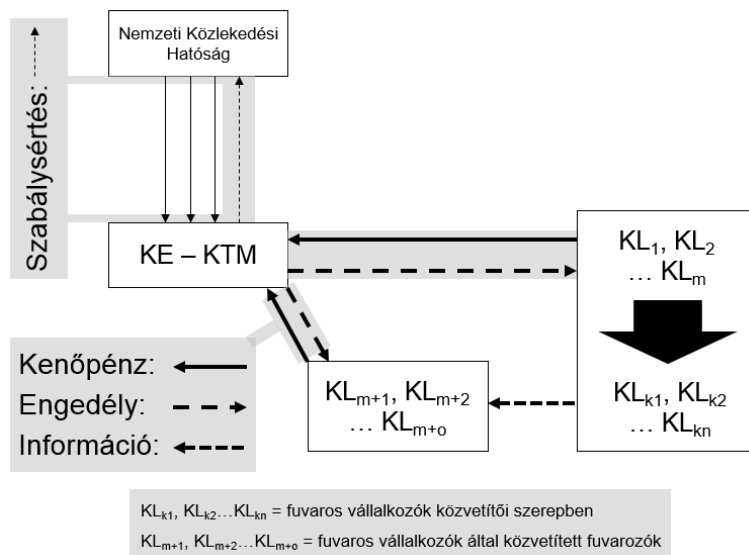 Nemzeti Közlekedési
Hatóság
Szabálysértés:
KE – KTM
KL₁, KL₂
... KLₘ
Kenőpénz:
Engedély:
Információ:
KLₘ₊₁, KLₘ₊₂
... KLₘ₊ₒ
KLₖ₁, KLₖ₂
... KLₖₙ
KLₖ₁, KLₖ₂...KLₖₙ = fuvaros vállalkozók közvetítői szerepben
KLₘ₊₁, KLₘ₊₂...KLₘ₊ₒ = fuvaros vállalkozók által közvetített fuvarozók